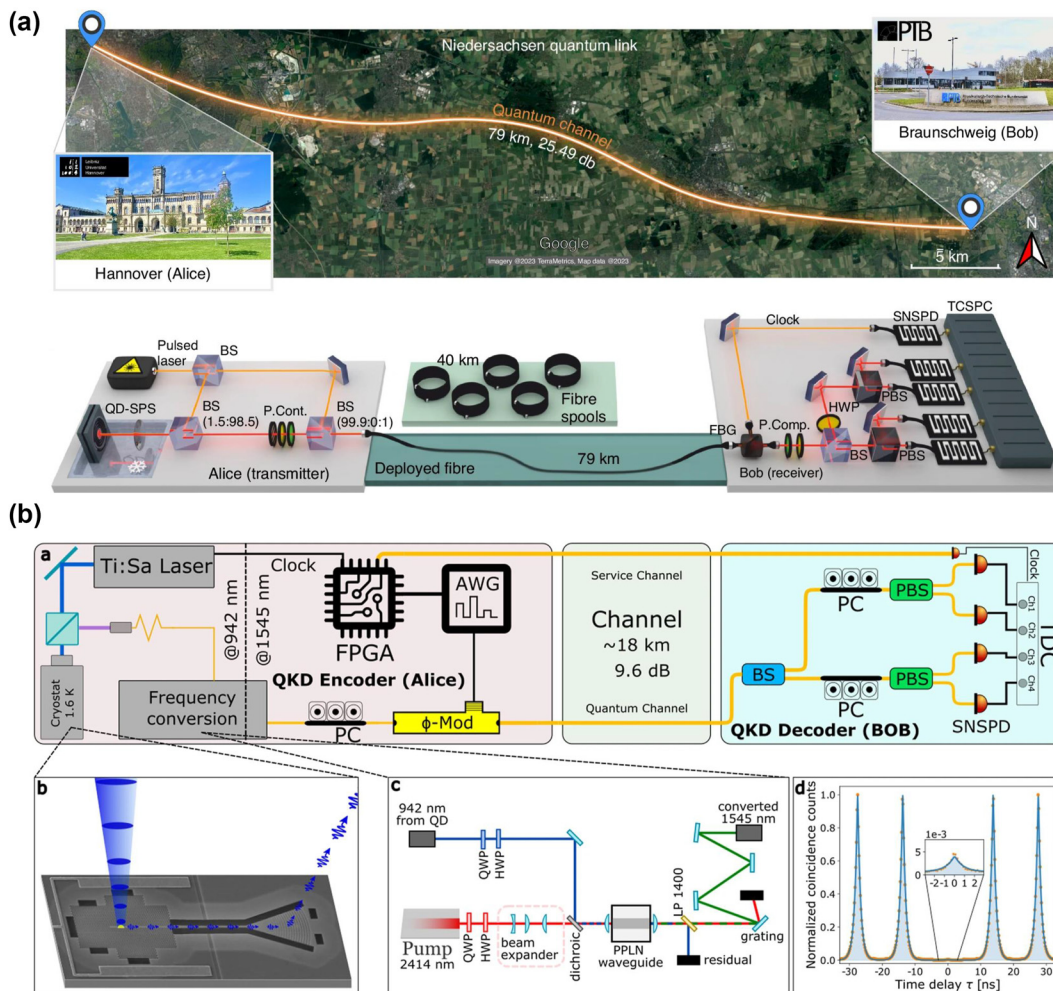 (a)
Niedersachsen quantum link
PTB
Braunschweig (Bob)
Quantum channel
79 km, 25.49 db
Leibniz
Universität
Hannover
Hannover (Alice)
Google
Imagery @2023 TerraMetrics, Map data @2023
N
5 km
Pulsed
laser
BS
QD-SPS
BS
(1.5:98.5)
P.Cont.
BS
(99.9:0:1)
Alice (transmitter)
40 km
Fibre
spools
Deployed fibre
79 km
Clock
SNSPD
TCSPC
HWP
PBS
FBG
P.Comp.
BS
PBS
Bob (receiver)
(b)
a
Ti:Sa Laser
Clock
@942 nm
@1545 nm
FPGA
AWG
QKD Encoder (Alice)
Cryostat
1.6 K
Frequency
conversion
PC
ϕ-Mod
Service Channel
Channel
~18 km
9.6 dB
Quantum Channel
BS
PC
PBS
PC
PBS
Clock
Ch1
Ch2
Ch3
Ch4
TDC
SNSPD
QKD Decoder (BOB)
b
c
942 nm
from QD
QWP
HWP
converted
1545 nm
Pump
2414 nm
QWP
HWP
beam
expander
dichroic
PPLN
waveguide
LP 1400
grating
residual
d
Normalized coincidence counts
1.0
0.8
0.6
0.4
0.2
0.0
5e-3
5
0
-2 -1 0 1 2
-30 -20 -10 0 10 20 30
Time delay τ [ns]